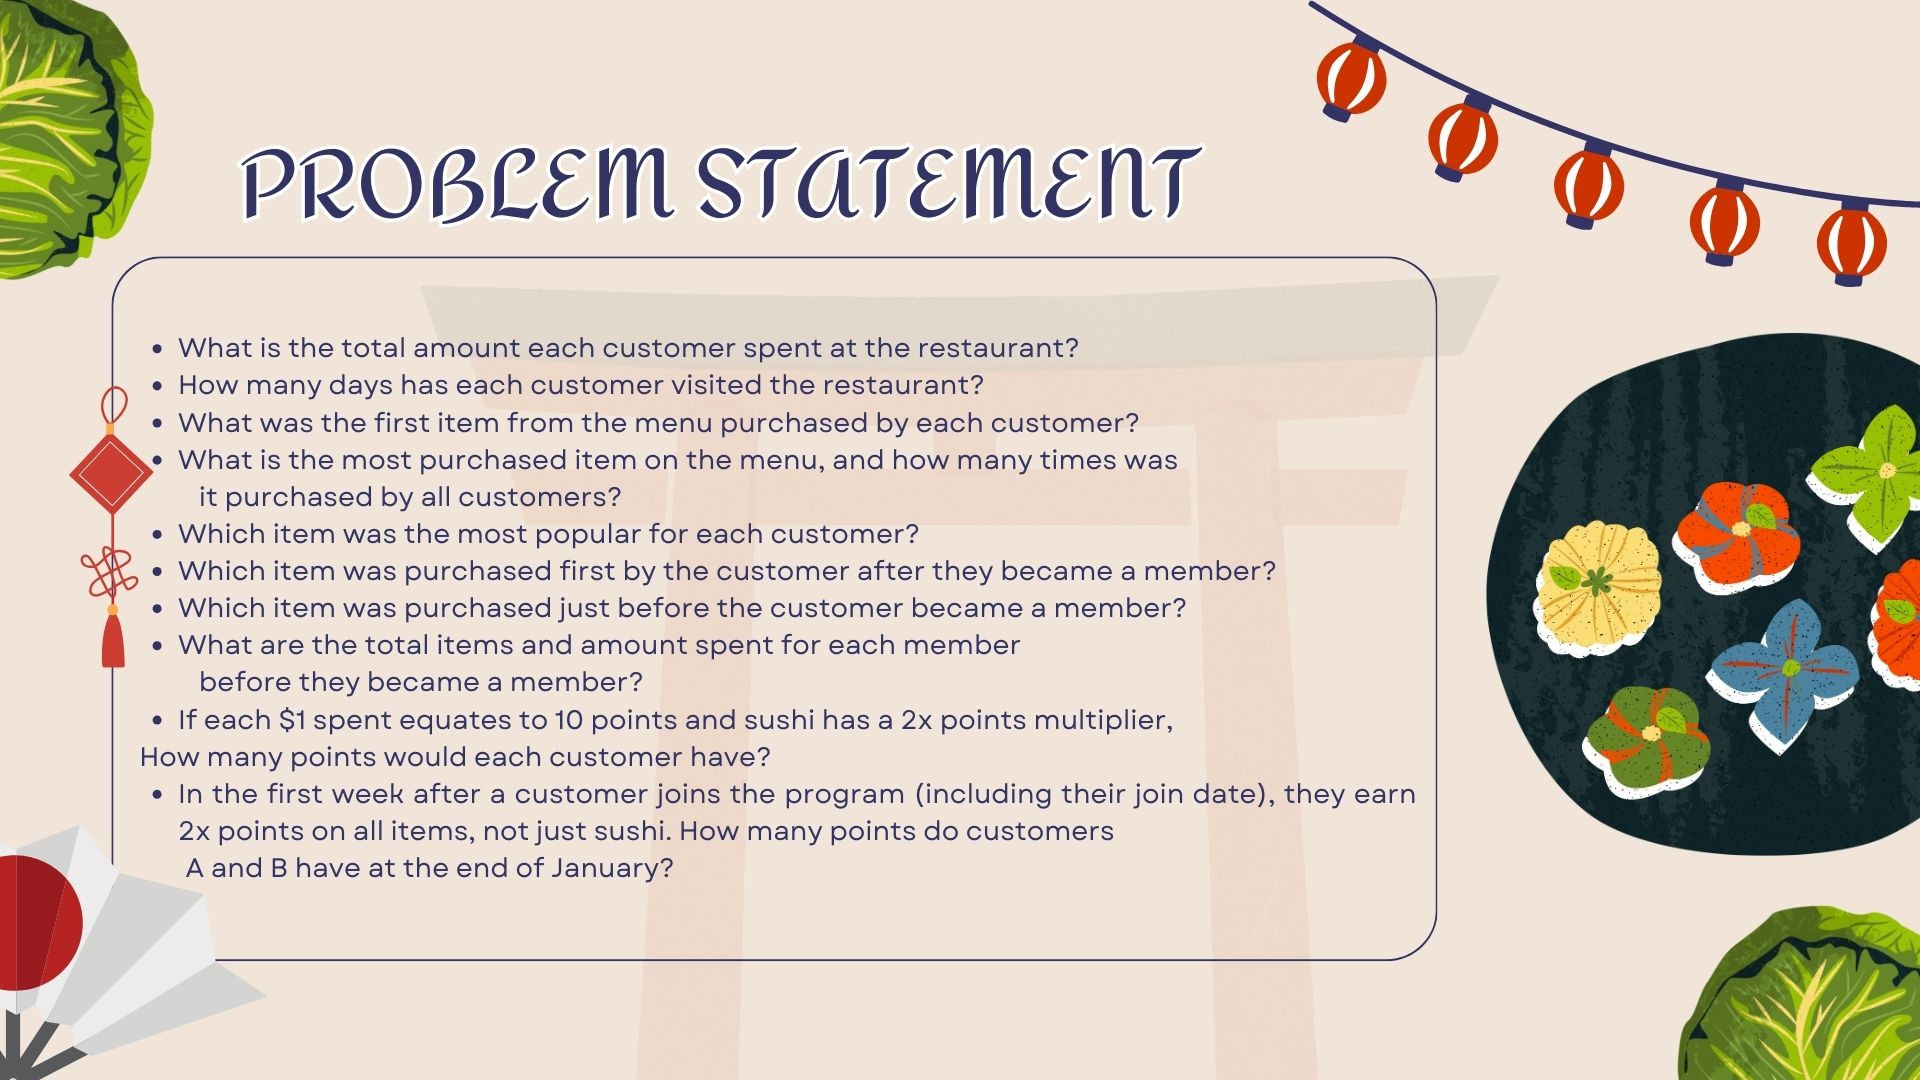 PROBLEM STATEMENT
• What is the total amount each customer spent at the restaurant?
• How many days has each customer visited the restaurant?
• What was the first item from the menu purchased by each customer?
• What is the most purchased item on the menu, and how many times was
it purchased by all customers?
• Which item was the most popular for each customer?
• Which item was purchased first by the customer after they became a member?
• Which item was purchased just before the customer became a member?
• What are the total items and amount spent for each member
before they became a member?
• If each $1 spent equates to 10 points and sushi has a 2x points multiplier,
How many points would each customer have?
• In the first week after a customer joins the program (including their join date), they earn
2x points on all items, not just sushi. How many points do customers
A and B have at the end of January?